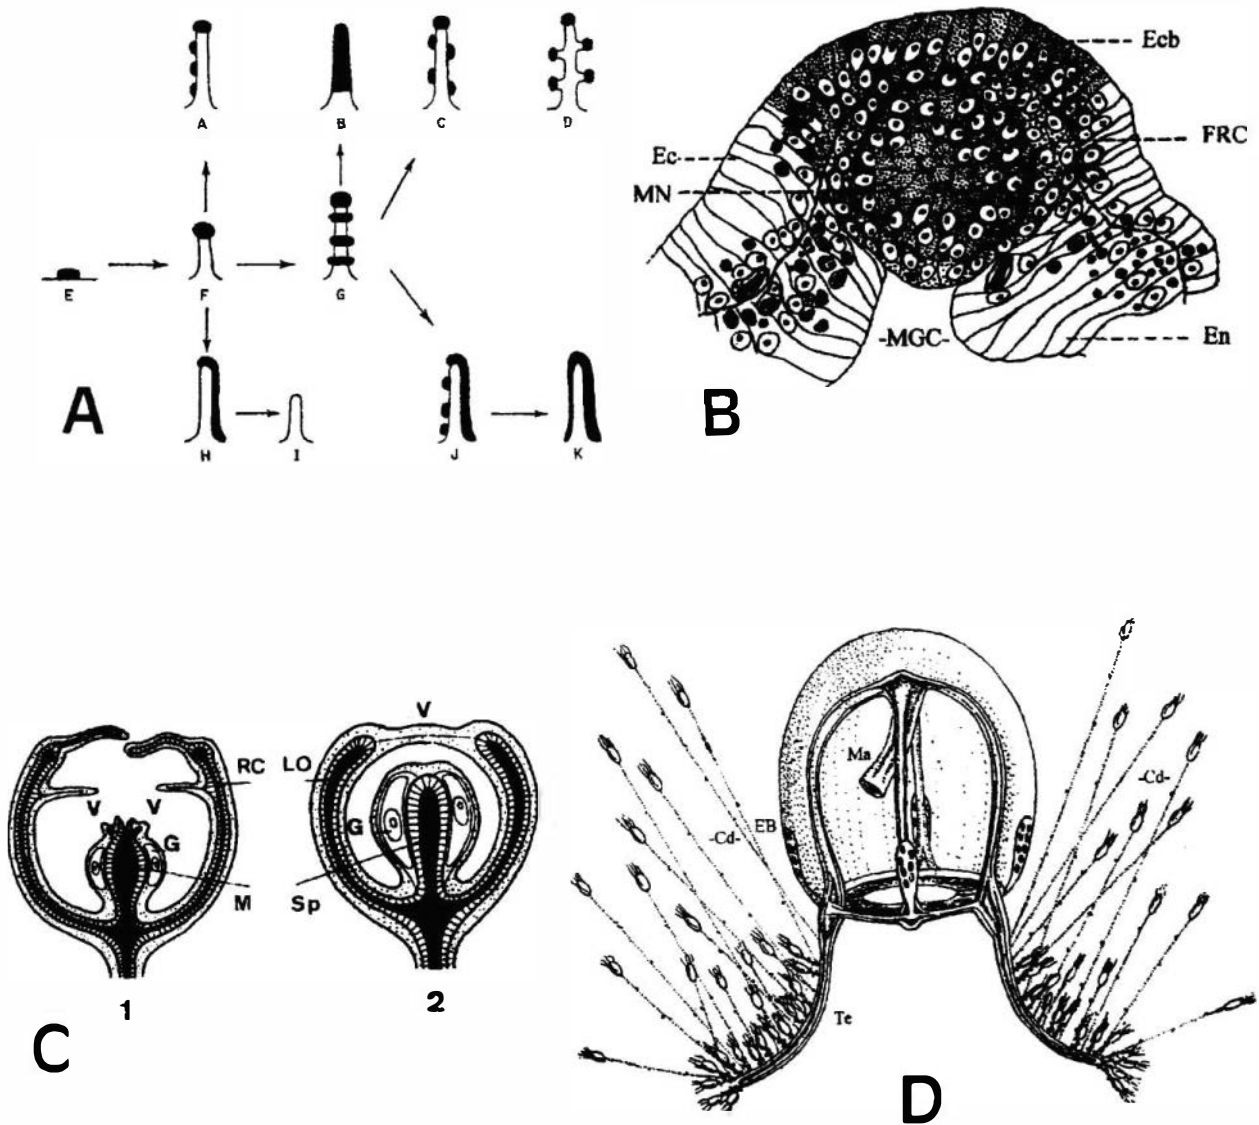 A B C D
E F G
H I J K
A
Ecb
FRC
Ec
MN
-MGC-
En
B
V
RC LO
V V
G G
M Sp
1 2
C
Ma
-Cd-
EB
-Cd-
Te
D